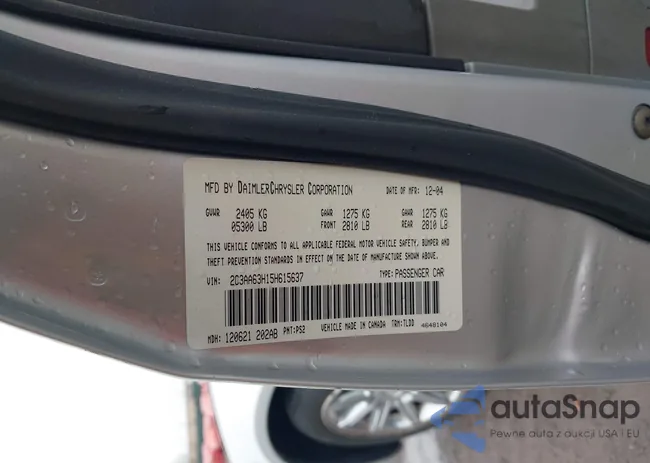 MFD BY DAIMLERCHRYSLER CORPORATION DATE OF MFR: 12-04
GVWR 2405 KG GAWR 1275 KG GAWR 1275 KG
05300 LB FRONT 2810 LB REAR 2810 LB
THIS VEHICLE CONFORMS TO ALL APPLICABLE FEDERAL MOTOR VEHICLE SAFETY, BUMPER AND
THEFT PREVENTION STANDARDS IN EFFECT ON THE DATE OF MANUFACTURE SHOWN ABOVE.
VIN: 2C3AA63H15H615637 TYPE: PASSENGER CAR
MDH: 120621 202AB PNT: PS2 VEHICLE MADE IN CANADA TRM: TLDD 4648104
autaSnap
Pewne auta z aukcji USA i EU